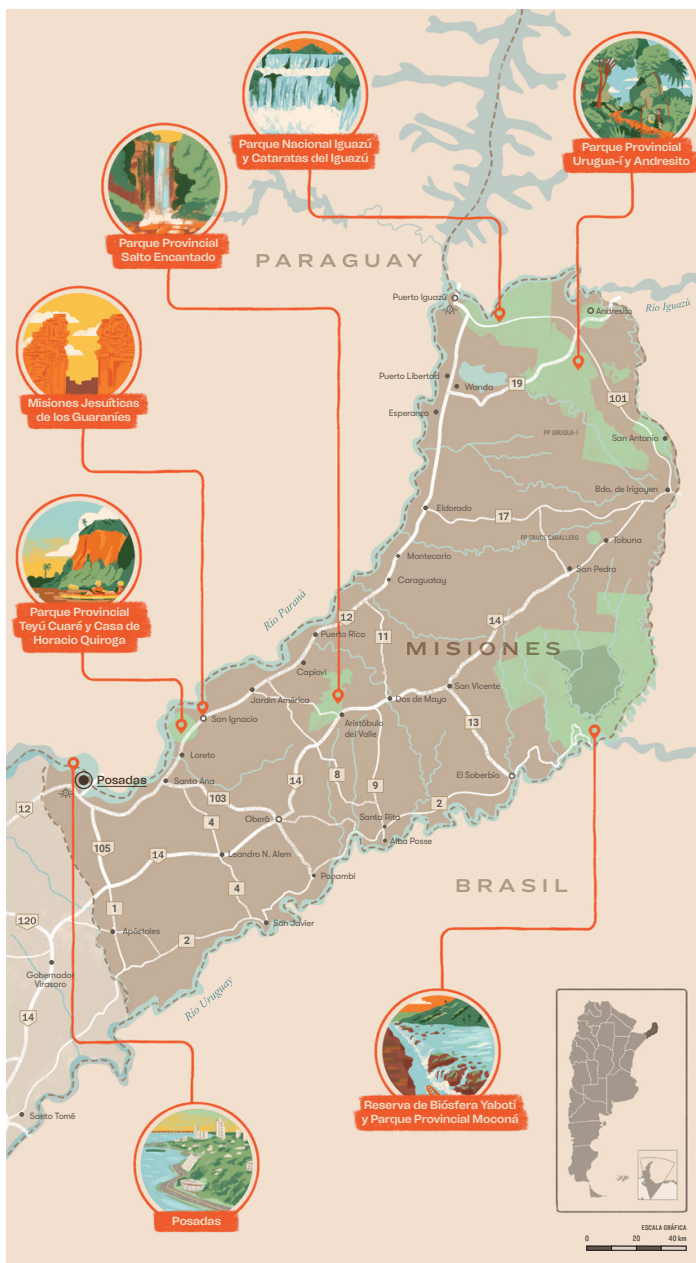 Parque Nacional Iguazú
y Cataratas del Iguazú
Parque Provincial
Urugua-í y Andresito
Parque Provincial
Salto Encantado
PARAGUAY
Puerto Iguazú
Río Iguazú
Andresito
Misiones Jesuíticas
de los Guaraníes
Puerto Libertad
Wanda
19
101
Esperanza
PP URUGUA-Í
San Antonio
Bdo. de Irigoyen
Eldorado
17
PP CRUCE CABALLERO
Tobuna
Parque Provincial
Teyú Cuaré y Casa de
Horacio Quiroga
Montecarlo
San Pedro
Caraguatay
Río Paraná
12
14
Puerto Rico
11
MISIONES
Capioví
San Vicente
Jardín América
Dos de Mayo
San Ignacio
Aristóbulo
del Valle
13
Loreto
Posadas
Santa Ana
14
8
9
El Soberbio
103
2
12
4
Oberá
Santa Rita
105
Alba Posse
14
Leandro N. Alem
Panambí
4
BRASIL
1
San Javier
120
Apóstoles
2
Gobernador
Virasoro
Río Uruguay
14
Santo Tomé
Reserva de Biósfera Yabotí
y Parque Provincial Moconá
Posadas
ESCALA GRÁFICA
0 20 40 km